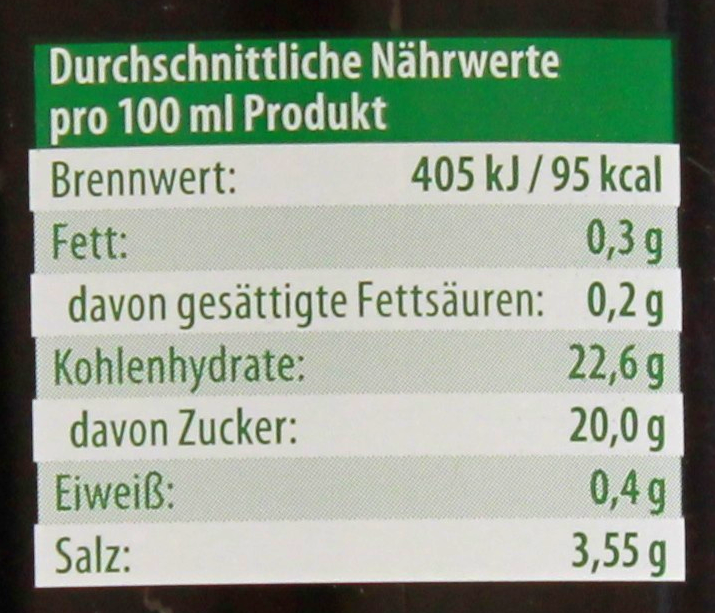 Durchschnittliche Nährwerte
pro 100 ml Produkt
Brennwert: 405 kJ / 95 kcal
Fett: 0,3 g
davon gesättigte Fettsäuren: 0,2 g
Kohlenhydrate: 22,6 g
davon Zucker: 20,0 g
Eiweiß: 0,4 g
Salz: 3,55 g